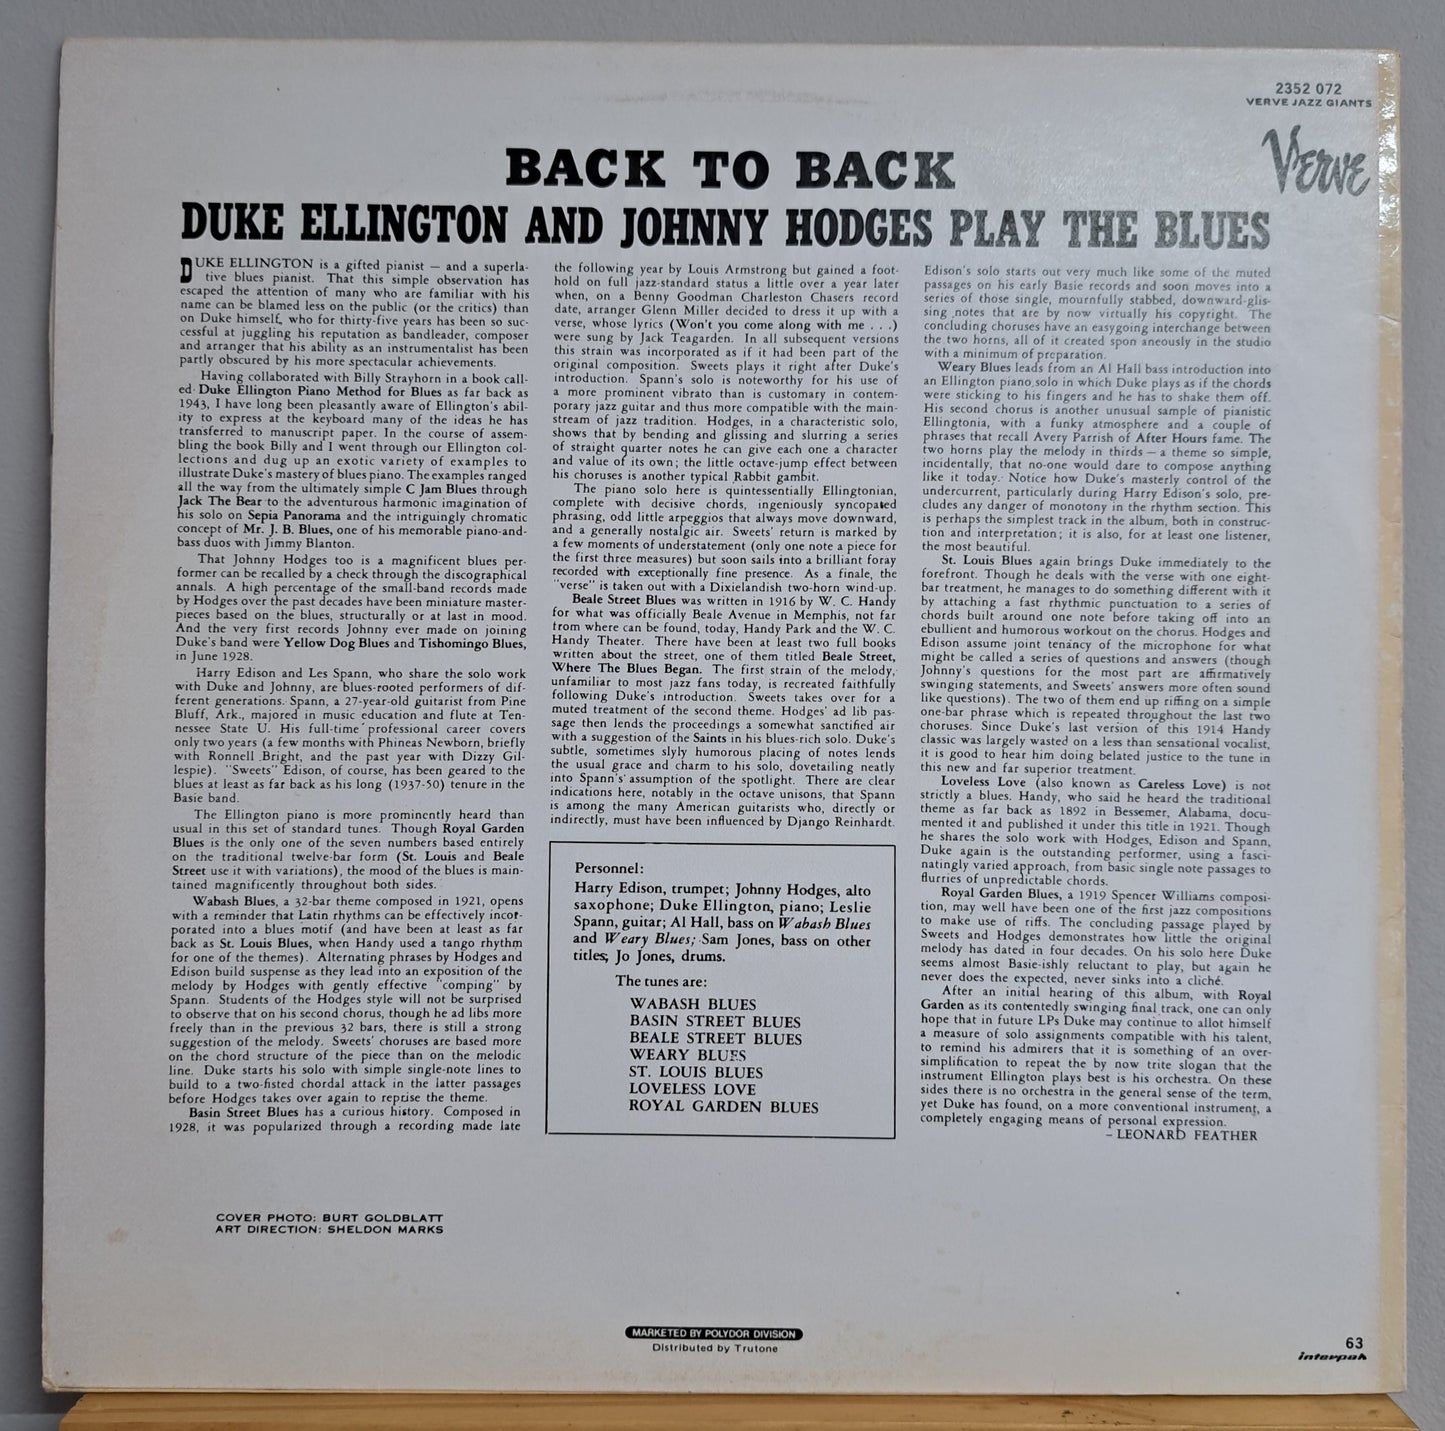 2352 072
VERVE JAZZ GIANTS
VERVE
BACK TO BACK
DUKE ELLINGTON AND JOHNNY HODGES PLAY THE BLUES
DUKE ELLINGTON is a gifted pianist — and a superla-
tive blues pianist. That this simple observation has
escaped the attention of many who are familiar with his
name can be blamed less on the public (or the critics) than
on Duke himself, who for thirty-five years has been so suc-
cessful at juggling his reputation as bandleader, composer
and arranger that his ability as an instrumentalist has been
partly obscured by his more spectacular achievements.
Having collaborated with Billy Strayhorn in a book call-
ed Duke Ellington Piano Method for Blues as far back as
1943, I have long been pleasantly aware of Ellington's abil-
ity to express at the keyboard many of the ideas he has
transferred to manuscript paper. In the course of assem-
bling the book Billy and I went through our Ellington col-
lections and dug up an exotic variety of examples to
illustrate Duke's mastery of blues piano. The examples ranged
all the way from the ultimately simple C Jam Blues through
Jack The Bear to the adventurous harmonic imagination of
his solo on Sepia Panorama and the intriguingly chromatic
concept of Mr. J. B. Blues, one of his memorable piano-and-
bass duos with Jimmy Blanton.
That Johnny Hodges too is a magnificent blues per-
former can be recalled by a check through the discographical
annals. A high percentage of the small-band records made
by Hodges over the past decades have been miniature master-
pieces based on the blues, structurally or at last in mood.
And the very first records Johnny ever made on joining
Duke's band were Yellow Dog Blues and Tishomingo Blues,
in June 1928.
Harry Edison and Les Spann, who share the solo work
with Duke and Johnny, are blues-rooted performers of dif-
ferent generations. Spann, a 27-year-old guitarist from Pine
Bluff, Ark., majored in music education and flute at Ten-
nessee State U. His full-time professional career covers
only two years (a few months with Phineas Newborn, briefly
with Ronnell Bright, and the past year with Dizzy Gil-
lespie). "Sweets" Edison, of course, has been geared to the
blues at least as far back as his long (1937-50) tenure in the
Basie band.
The Ellington piano is more prominently heard than
usual in this set of standard tunes. Though Royal Garden
Blues is the only one of the seven numbers based entirely
on the traditional twelve-bar form (St. Louis and Beale
Street use it with variations), the mood of the blues is main-
tained magnificently throughout both sides.
Wabash Blues, a 32-bar theme composed in 1921, opens
with a reminder that Latin rhythms can be effectively incor-
porated into a blues motif (and have been at least as far
back as St. Louis Blues, when Handy used a tango rhythm
for one of the themes). Alternating phrases by Hodges and
Edison build suspense as they lead into an exposition of the
melody by Hodges with gently effective "comping" by
Spann. Students of the Hodges style will not be surprised
to observe that on his second chorus, though he ad libs more
freely than in the previous 32 bars, there is still a strong
suggestion of the melody. Sweets' choruses are based more
on the chord structure of the piece than on the melodic
line. Duke starts his solo with simple single-note lines to
build to a two-fisted chordal attack in the latter passages
before Hodges takes over again to reprise the theme.
Basin Street Blues has a curious history. Composed in
1928, it was popularized through a recording made late
the following year by Louis Armstrong but gained a foot-
hold on full jazz-standard status a little over a year later
when, on a Benny Goodman Charleston Chasers record
date, arranger Glenn Miller decided to dress it up with a
verse, whose lyrics (Won't you come along with me . . .)
were sung by Jack Teagarden. In all subsequent versions
this strain was incorporated as if it had been part of the
original composition. Sweets plays it right after Duke's
introduction. Spann's solo is noteworthy for his use of
a more prominent vibrato than is customary in contem-
porary jazz guitar and thus more compatible with the main-
stream of jazz tradition. Hodges, in a characteristic solo,
shows that by bending and glissing and slurring a series
of straight quarter notes he can give each one a character
and value of its own; the little octave-jump effect between
his choruses is another typical Rabbit gambit.
The piano solo here is quintessentially Ellingtonian,
complete with decisive chords, ingeniously syncopated
phrasing, odd little arpeggios that always move downward,
and a generally nostalgic air. Sweets' return is marked by
a few moments of understatement (only one note a piece for
the first three measures) but soon sails into a brilliant foray
recorded with exceptionally fine presence. As a finale, the
"verse" is taken out with a Dixielandish two-horn wind-up.
Beale Street Blues was written in 1916 by W. C. Handy
for what was officially Beale Avenue in Memphis, not far
from where can be found, today, Handy Park and the W. C.
Handy Theater. There have been at least two full books
written about the street, one of them titled Beale Street,
Where The Blues Began. The first strain of the melody,
unfamiliar to most jazz fans today, is recreated faithfully
following Duke's introduction. Sweets takes over for a
muted treatment of the second theme. Hodges' ad lib pas-
sage then lends the proceedings a somewhat sanctified air
with a suggestion of the Saints in his blues-rich solo. Duke's
subtle, sometimes slyly humorous placing of notes lends
the usual grace and charm to his solo, dovetailing neatly
into Spann's assumption of the spotlight. There are clear
indications here, notably in the octave unisons, that Spann
is among the many American guitarists who, directly or
indirectly, must have been influenced by Django Reinhardt.
Personnel:
Harry Edison, trumpet; Johnny Hodges, alto
saxophone; Duke Ellington, piano; Leslie
Spann, guitar; Al Hall, bass on Wabash Blues
and Weary Blues; Sam Jones, bass on other
titles; Jo Jones, drums.
The tunes are:
WABASH BLUES
BASIN STREET BLUES
BEALE STREET BLUES
WEARY BLUES
ST. LOUIS BLUES
LOVELESS LOVE
ROYAL GARDEN BLUES
Edison's solo starts out very much like some of the muted
passages on his early Basie records and soon moves into a
series of those single, mournfully stabbed, downward-glis-
sing notes that are by now virtually his copyright. The
concluding choruses have an easygoing interchange between
the two horns, all of it created spon aneously in the studio
with a minimum of preparation.
Weary Blues leads from an Al Hall bass introduction into
an Ellington piano solo in which Duke plays as if the chords
were sticking to his fingers and he has to shake them off.
His second chorus is another unusual sample of pianistic
Ellingtonia, with a funky atmosphere and a couple of
phrases that recall Avery Parrish of After Hours fame. The
two horns play the melody in thirds — a theme so simple,
incidentally, that no-one would dare to compose anything
like it today. Notice how Duke's masterly control of the
undercurrent, particularly during Harry Edison's solo, pre-
cludes any danger of monotony in the rhythm section. This
is perhaps the simplest track in the album, both in construc-
tion and interpretation; it is also, for at least one listener,
the most beautiful.
St. Louis Blues again brings Duke immediately to the
forefront. Though he deals with the verse with one eight-
bar treatment, he manages to do something different with it
by attaching a fast rhythmic punctuation to a series of
chords built around one note before taking off into an
ebullient and humorous workout on the chorus. Hodges and
Edison assume joint tenancy of the microphone for what
might be called a series of questions and answers (though
Johnny's questions for the most part are affirmatively
swinging statements, and Sweets' answers more often sound
like questions). The two of them end up riffing on a simple
one-bar phrase which is repeated throughout the last two
choruses. Since Duke's last version of this 1914 Handy
classic was largely wasted on a less than sensational vocalist,
it is good to hear him doing belated justice to the tune in
this new and far superior treatment.
Loveless Love (also known as Careless Love) is not
strictly a blues. Handy, who said he heard the traditional
theme as far back as 1892 in Bessemer, Alabama, docu-
mented it and published it under this title in 1921. Though
he shares the solo work with Hodges, Edison and Spann,
Duke again is the outstanding performer, using a fasci-
natingly varied approach, from basic single note passages to
flurries of unpredictable chords.
Royal Garden Blues, a 1919 Spencer Williams composi-
tion, may well have been one of the first jazz compositions
to make use of riffs. The concluding passage played by
Sweets and Hodges demonstrates how little the original
melody has dated in four decades. On his solo here Duke
seems almost Basie-ishly reluctant to play, but again he
never does the expected, never sinks into a cliché.
After an initial hearing of this album, with Royal
Garden as its contentedly swinging final track, one can only
hope that in future LPs Duke may continue to allot himself
a measure of solo assignments compatible with his talent,
to remind his admirers that it is something of an over-
simplification to repeat the by now trite slogan that the
instrument Ellington plays best is his orchestra. On these
sides there is no orchestra in the general sense of the term,
yet Duke has found, on a more conventional instrument, a
completely engaging means of personal expression.
– LEONARD FEATHER
COVER PHOTO: BURT GOLDBLATT
ART DIRECTION: SHELDON MARKS
MARKETED BY POLYDOR DIVISION
Distributed by Trutone
63
interpak